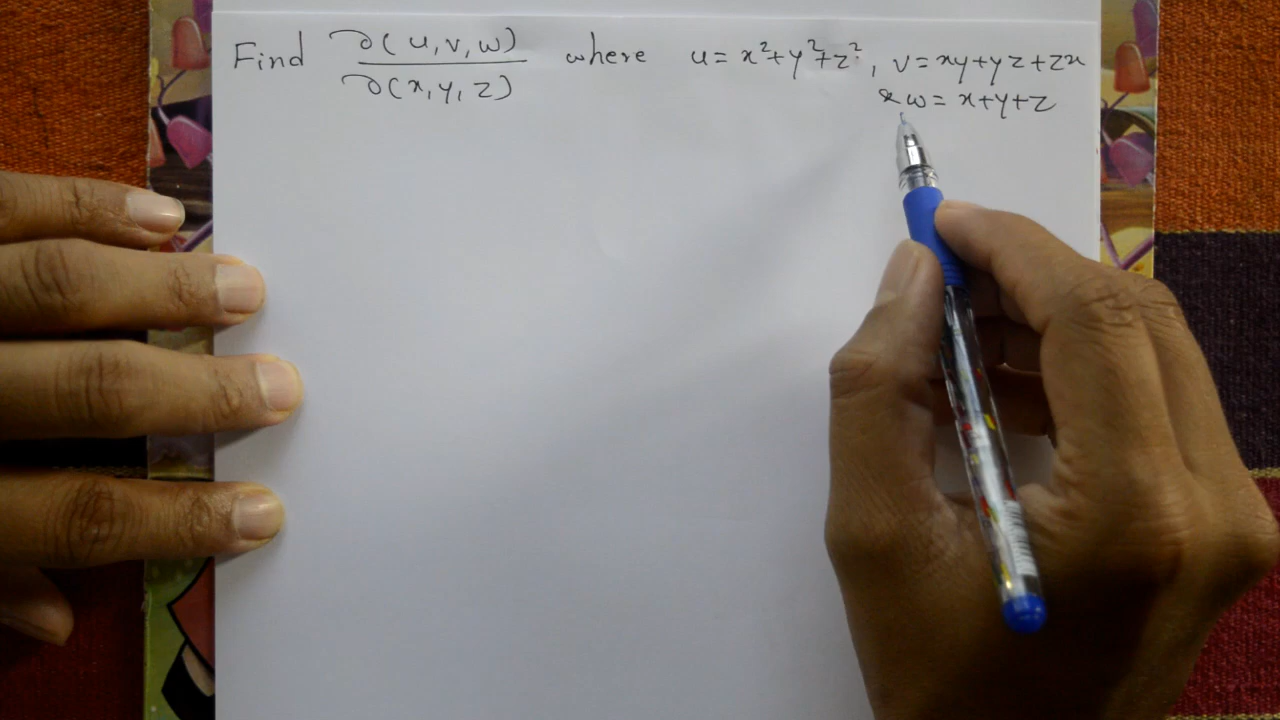 Find ∂(u,v,w)/∂(x,y,z) where u = x²+y²+z², v = xy+yz+zx
& w = x+y+z